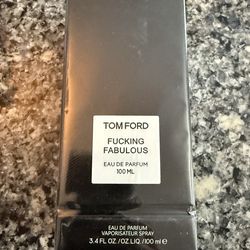 TOM FORD
FUCKING
FABULOUS
EAU DE PARFUM
100 ML
EAU DE PARFUM
VAPORISATEUR SPRAY
3.4 FL.OZ./OZ.LIQ./100 ml ℮